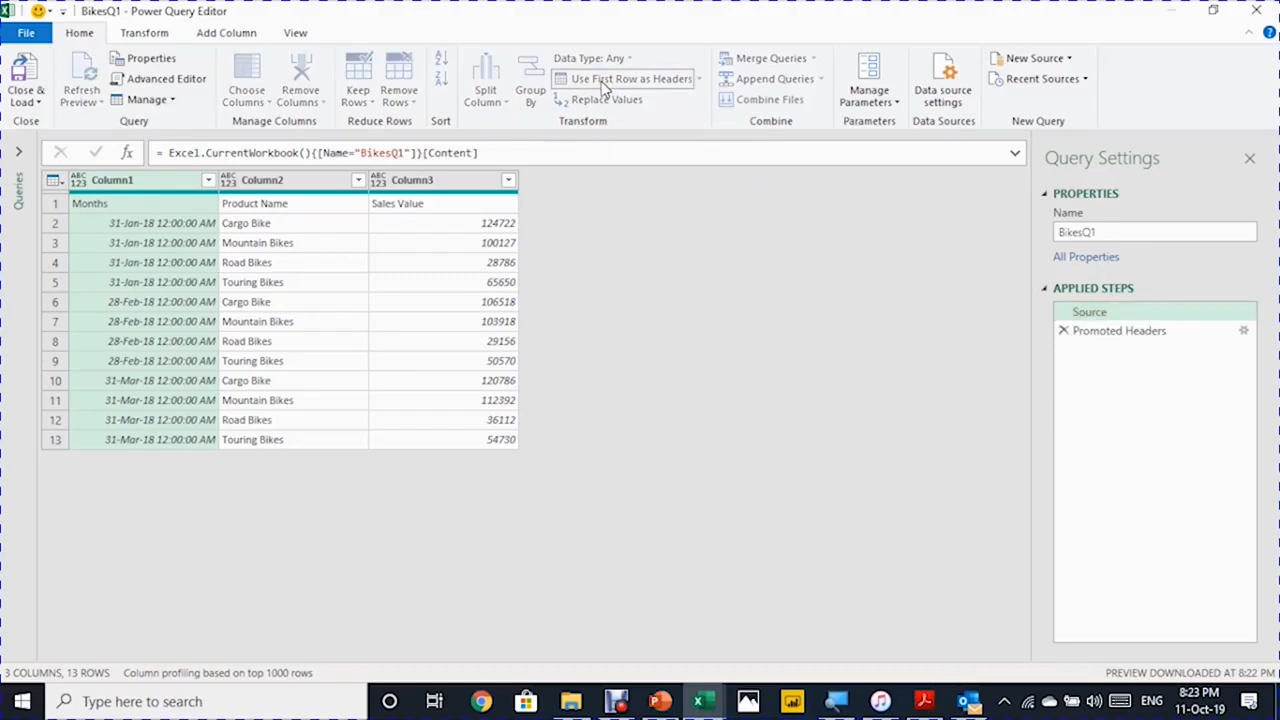 BikesQ1 - Power Query Editor
File
Home
Transform
Add Column
View
Close &
Load
Close
Refresh
Preview
Properties
Advanced Editor
Manage
Query
Choose
Columns
Remove
Columns
Manage Columns
Keep
Rows
Remove
Rows
Reduce Rows
Sort
Split
Column
Group
By
Data Type: Any
Use First Row as Headers
Replace Values
Transform
Merge Queries
Append Queries
Combine Files
Combine
Manage
Parameters
Parameters
Data source
settings
Data Sources
New Source
Recent Sources
New Query
fx
= Excel.CurrentWorkbook(){[Name="BikesQ1"]}[Content]
Queries
ABC 123 Column1 ABC 123 Column2 ABC 123 Column3
1 Months Product Name Sales Value
2 31-Jan-18 12:00:00 AM Cargo Bike 124722
3 31-Jan-18 12:00:00 AM Mountain Bikes 100127
4 31-Jan-18 12:00:00 AM Road Bikes 28786
5 31-Jan-18 12:00:00 AM Touring Bikes 65650
6 28-Feb-18 12:00:00 AM Cargo Bike 106518
7 28-Feb-18 12:00:00 AM Mountain Bikes 103918
8 28-Feb-18 12:00:00 AM Road Bikes 29156
9 28-Feb-18 12:00:00 AM Touring Bikes 50570
10 31-Mar-18 12:00:00 AM Cargo Bike 120786
11 31-Mar-18 12:00:00 AM Mountain Bikes 112392
12 31-Mar-18 12:00:00 AM Road Bikes 36112
13 31-Mar-18 12:00:00 AM Touring Bikes 54730
Query Settings
PROPERTIES
Name
BikesQ1
All Properties
APPLIED STEPS
Source
Promoted Headers
3 COLUMNS, 13 ROWS Column profiling based on top 1000 rows
PREVIEW DOWNLOADED AT 8:22 PM
Type here to search
ENG
8:23 PM
11-Oct-19